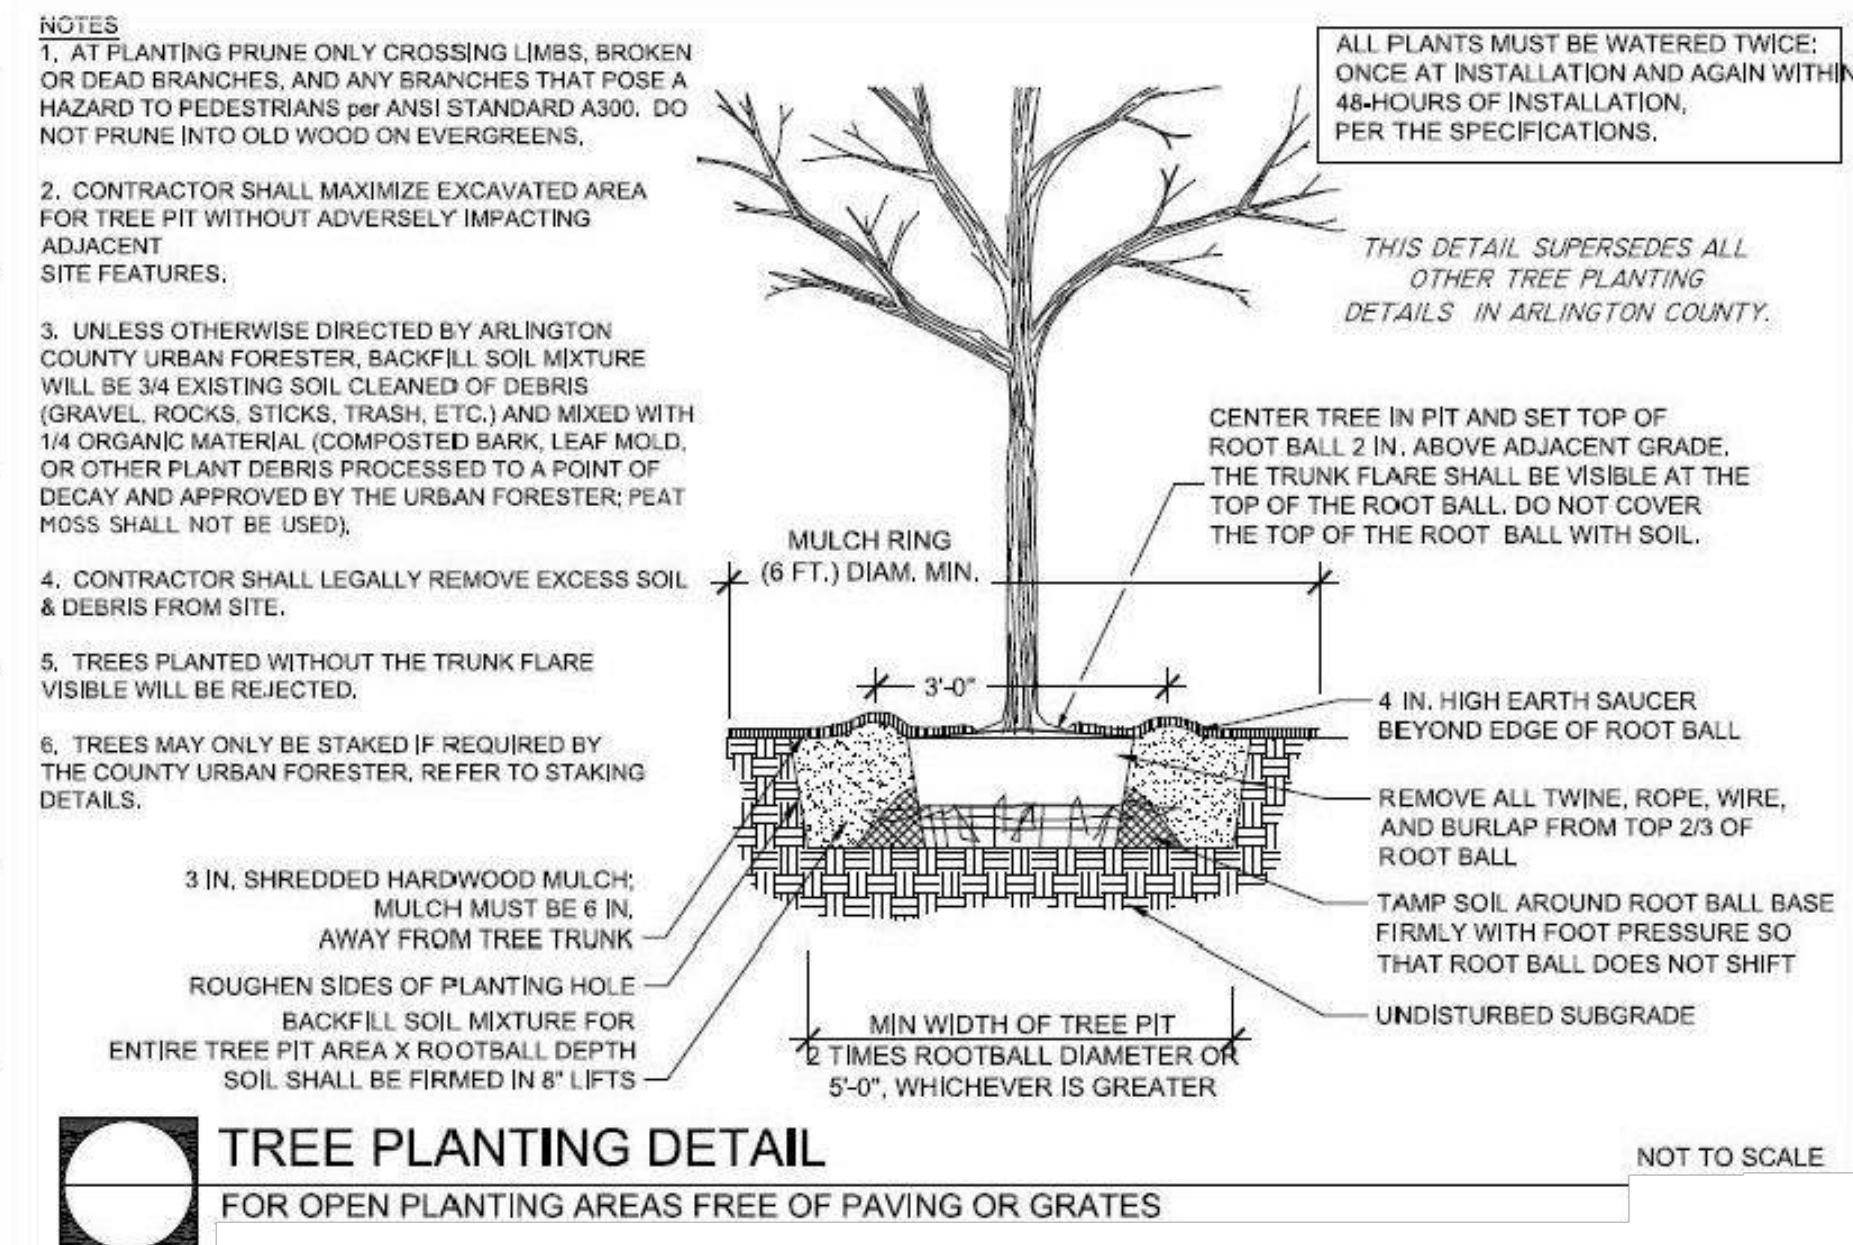 NOTES
1. AT PLANTING PRUNE ONLY CROSSING LIMBS, BROKEN
OR DEAD BRANCHES, AND ANY BRANCHES THAT POSE A
HAZARD TO PEDESTRIANS per ANSI STANDARD A300. DO
NOT PRUNE INTO OLD WOOD ON EVERGREENS.
2. CONTRACTOR SHALL MAXIMIZE EXCAVATED AREA
FOR TREE PIT WITHOUT ADVERSELY IMPACTING
ADJACENT
SITE FEATURES.
3. UNLESS OTHERWISE DIRECTED BY ARLINGTON
COUNTY URBAN FORESTER, BACKFILL SOIL MIXTURE
WILL BE 3/4 EXISTING SOIL CLEANED OF DEBRIS
(GRAVEL, ROCKS, STICKS, TRASH, ETC.) AND MIXED WITH
1/4 ORGANIC MATERIAL (COMPOSTED BARK, LEAF MOLD,
OR OTHER PLANT DEBRIS PROCESSED TO A POINT OF
DECAY AND APPROVED BY THE URBAN FORESTER; PEAT
MOSS SHALL NOT BE USED).
4. CONTRACTOR SHALL LEGALLY REMOVE EXCESS SOIL
& DEBRIS FROM SITE.
5. TREES PLANTED WITHOUT THE TRUNK FLARE
VISIBLE WILL BE REJECTED.
6. TREES MAY ONLY BE STAKED IF REQUIRED BY
THE COUNTY URBAN FORESTER. REFER TO STAKING
DETAILS.
ALL PLANTS MUST BE WATERED TWICE:
ONCE AT INSTALLATION AND AGAIN WITHIN
48-HOURS OF INSTALLATION,
PER THE SPECIFICATIONS.
THIS DETAIL SUPERSEDES ALL
OTHER TREE PLANTING
DETAILS IN ARLINGTON COUNTY.
CENTER TREE IN PIT AND SET TOP OF
ROOT BALL 2 IN. ABOVE ADJACENT GRADE.
THE TRUNK FLARE SHALL BE VISIBLE AT THE
TOP OF THE ROOT BALL. DO NOT COVER
THE TOP OF THE ROOT BALL WITH SOIL.
MULCH RING
(6 FT.) DIAM. MIN.
3'-0"
4 IN. HIGH EARTH SAUCER
BEYOND EDGE OF ROOT BALL
REMOVE ALL TWINE, ROPE, WIRE,
AND BURLAP FROM TOP 2/3 OF
ROOT BALL
TAMP SOIL AROUND ROOT BALL BASE
FIRMLY WITH FOOT PRESSURE SO
THAT ROOT BALL DOES NOT SHIFT
UNDISTURBED SUBGRADE
3 IN. SHREDDED HARDWOOD MULCH;
MULCH MUST BE 6 IN.
AWAY FROM TREE TRUNK
ROUGHEN SIDES OF PLANTING HOLE
BACKFILL SOIL MIXTURE FOR
ENTIRE TREE PIT AREA X ROOTBALL DEPTH
SOIL SHALL BE FIRMED IN 8" LIFTS
MIN WIDTH OF TREE PIT
2 TIMES ROOTBALL DIAMETER OR
5'-0", WHICHEVER IS GREATER
TREE PLANTING DETAIL
NOT TO SCALE
FOR OPEN PLANTING AREAS FREE OF PAVING OR GRATES